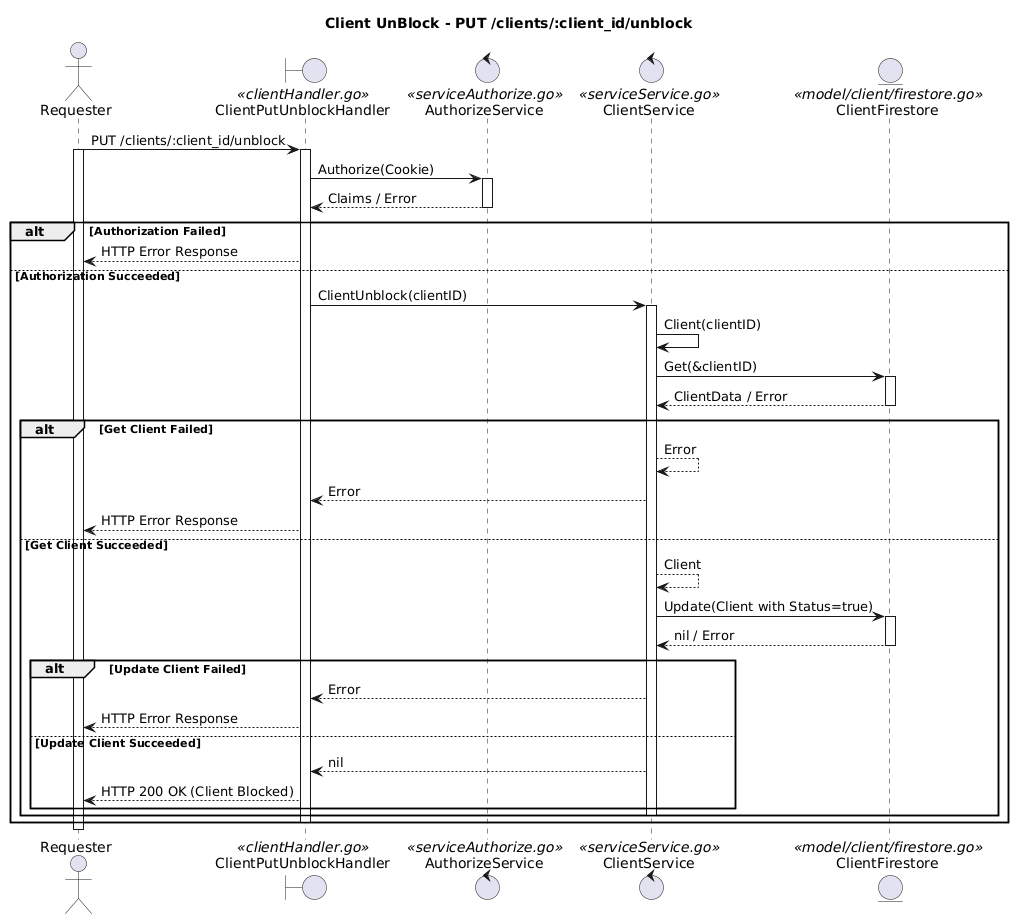 Client UnBlock - PUT /clients/:client_id/unblock
Requester
«clientHandler.go»
ClientPutUnblockHandler
«serviceAuthorize.go»
AuthorizeService
«serviceService.go»
ClientService
«model/client/firestore.go»
ClientFirestore
PUT /clients/:client_id/unblock
Authorize(Cookie)
Claims / Error
alt [Authorization Failed]
HTTP Error Response
[Authorization Succeeded]
ClientUnblock(clientID)
Client(clientID)
Get(&clientID)
ClientData / Error
alt [Get Client Failed]
Error
Error
HTTP Error Response
[Get Client Succeeded]
Client
Update(Client with Status=true)
nil / Error
alt [Update Client Failed]
Error
HTTP Error Response
[Update Client Succeeded]
nil
HTTP 200 OK (Client Blocked)
Requester
«clientHandler.go»
ClientPutUnblockHandler
«serviceAuthorize.go»
AuthorizeService
«serviceService.go»
ClientService
«model/client/firestore.go»
ClientFirestore